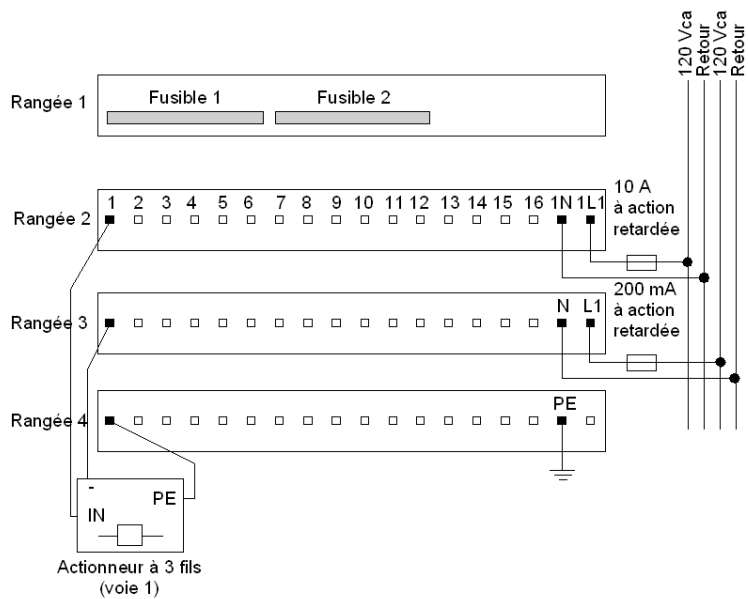 120 Vca
Retour
120 Vca
Retour
Rangée 1
Fusible 1
Fusible 2
Rangée 2
1 2 3 4 5 6 7 8 9 10 11 12 13 14 15 16 1N 1L1
10 A
à action
retardée
Rangée 3
N L1
200 mA
à action
retardée
Rangée 4
PE
-
PE
IN
Actionneur à 3 fils
(voie 1)